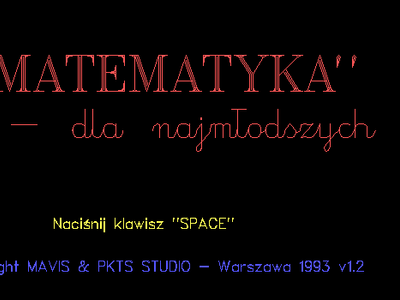 MATEMATYKA''
— dla najmłodszych
Naciśnij klawisz "SPACE"
ght MAVIS & PKTS STUDIO — Warszawa 1993 v1.2